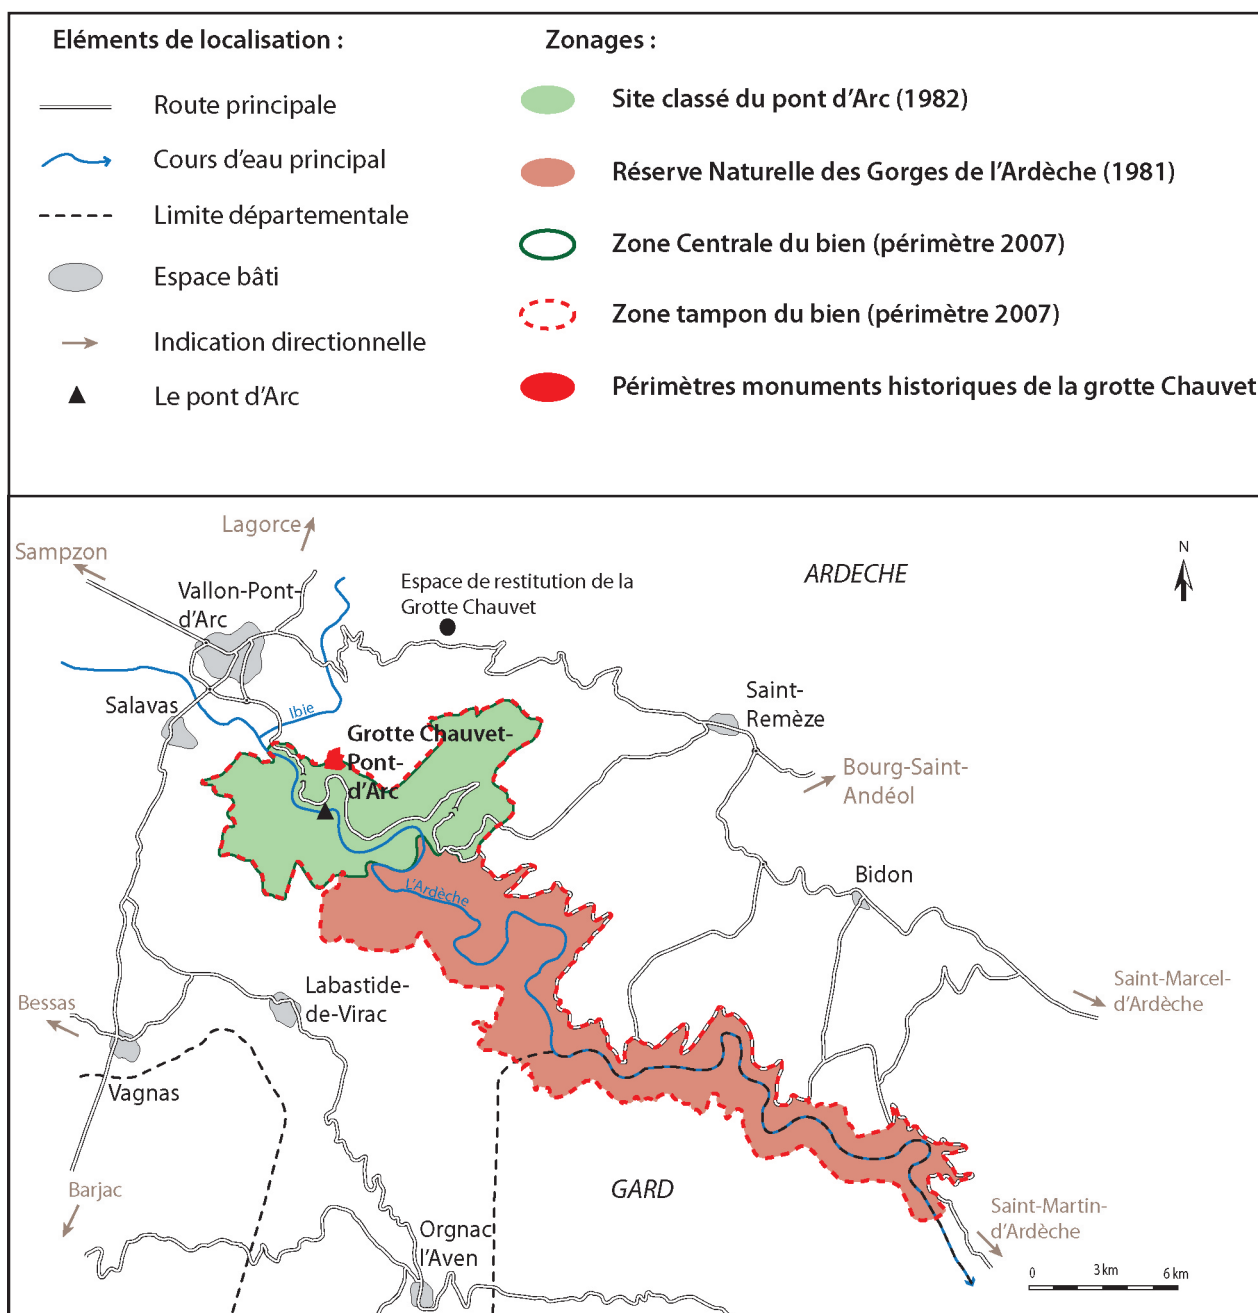 Eléments de localisation :
Route principale
Cours d'eau principal
Limite départementale
Espace bâti
Indication directionnelle
Le pont d'Arc
Zonages :
Site classé du pont d'Arc (1982)
Réserve Naturelle des Gorges de l'Ardèche (1981)
Zone Centrale du bien (périmètre 2007)
Zone tampon du bien (périmètre 2007)
Périmètres monuments historiques de la grotte Chauvet
Lagorce
Sampzon
Vallon-Pont-
d'Arc
Espace de restitution de la
Grotte Chauvet
ARDECHE
N
Salavas
Ibie
Grotte Chauvet-
Pont-
d'Arc
Saint-
Remèze
Bourg-Saint-
Andéol
L'Ardèche
Bidon
Labastide-
de-Virac
Saint-Marcel-
d'Ardèche
Bessas
Vagnas
Barjac
GARD
Orgnac
l'Aven
Saint-Martin-
d'Ardèche
0 3 km 6 km